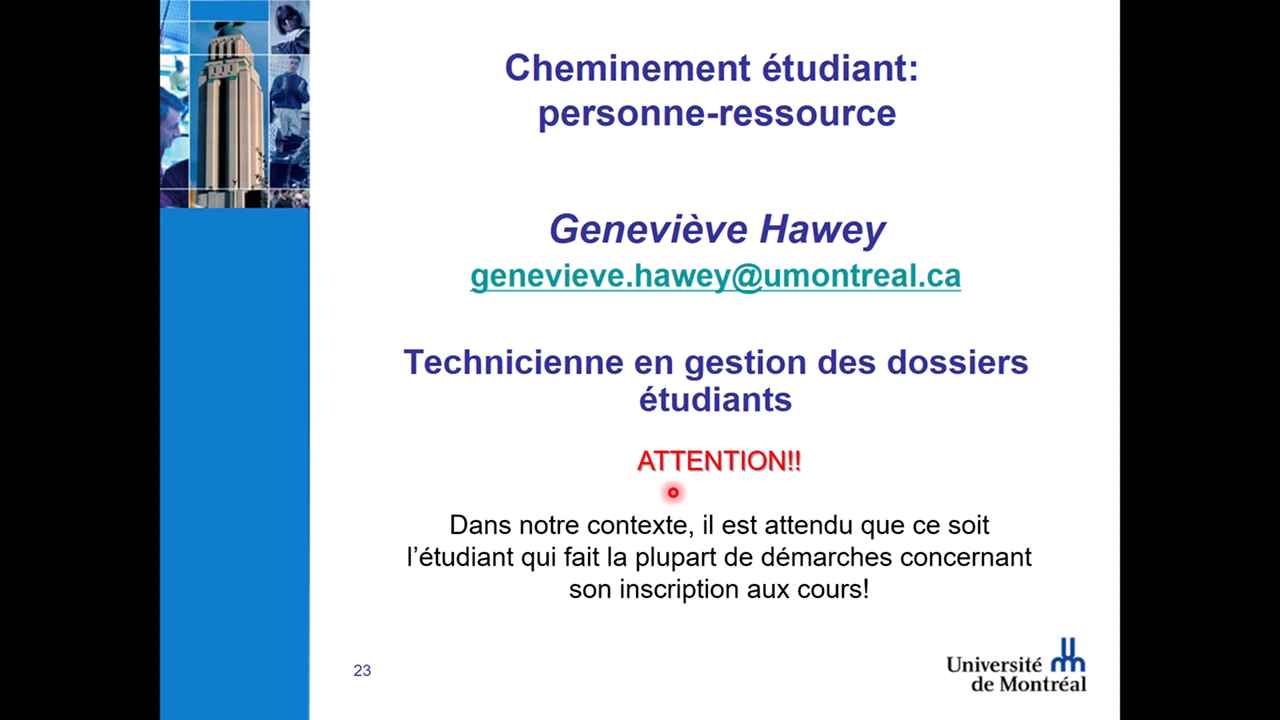 Cheminement étudiant:
personne-ressource
Geneviève Hawey
genevieve.hawey@umontreal.ca
Technicienne en gestion des dossiers
étudiants
ATTENTION!!
Dans notre contexte, il est attendu que ce soit
l’étudiant qui fait la plupart de démarches concernant
son inscription aux cours!
23
Université
de Montréal